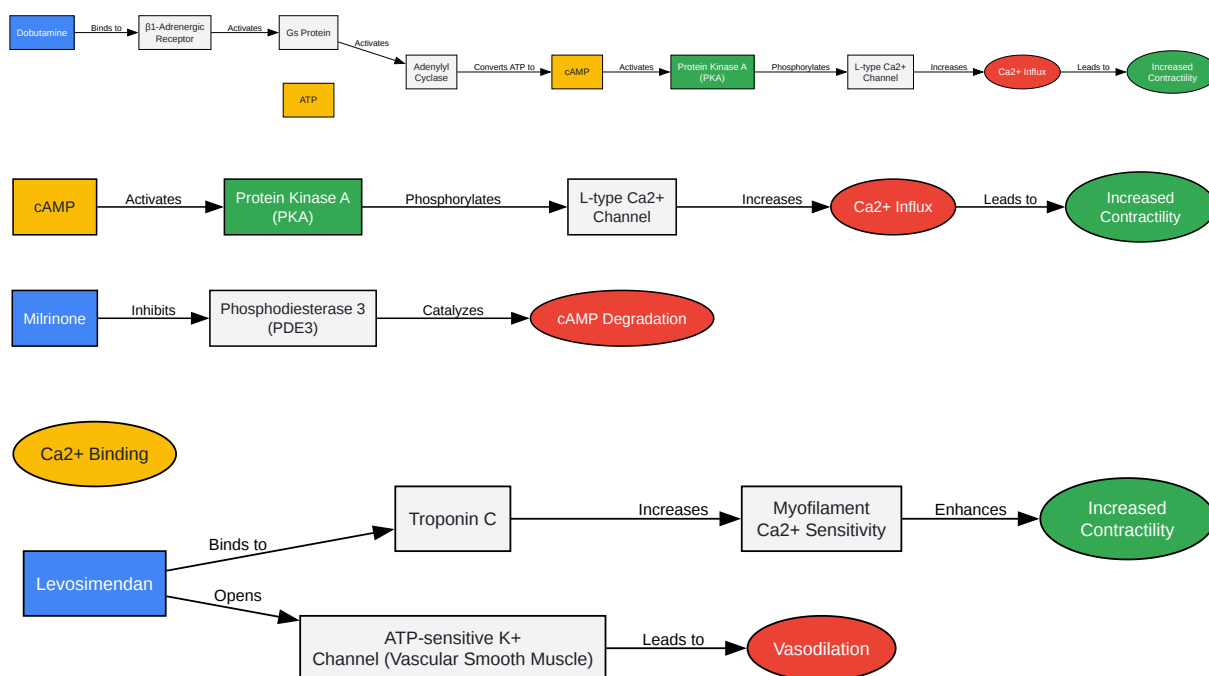 Dobutamine
Binds to
β1-Adrenergic
Receptor
Activates
Gs Protein
Activates
Adenylyl
Cyclase
Converts ATP to
cAMP
Activates
Protein Kinase A
(PKA)
Phosphorylates
L-type Ca2+
Channel
Increases
Ca2+ Influx
Leads to
Increased
Contractility
ATP
cAMP
Activates
Protein Kinase A
(PKA)
Phosphorylates
L-type Ca2+
Channel
Increases
Ca2+ Influx
Leads to
Increased
Contractility
Milrinone
Inhibits
Phosphodiesterase 3
(PDE3)
Catalyzes
cAMP Degradation
Ca2+ Binding
Levosimendan
Binds to
Troponin C
Increases
Myofilament
Ca2+ Sensitivity
Enhances
Increased
Contractility
Opens
ATP-sensitive K+
Channel (Vascular Smooth Muscle)
Leads to
Vasodilation